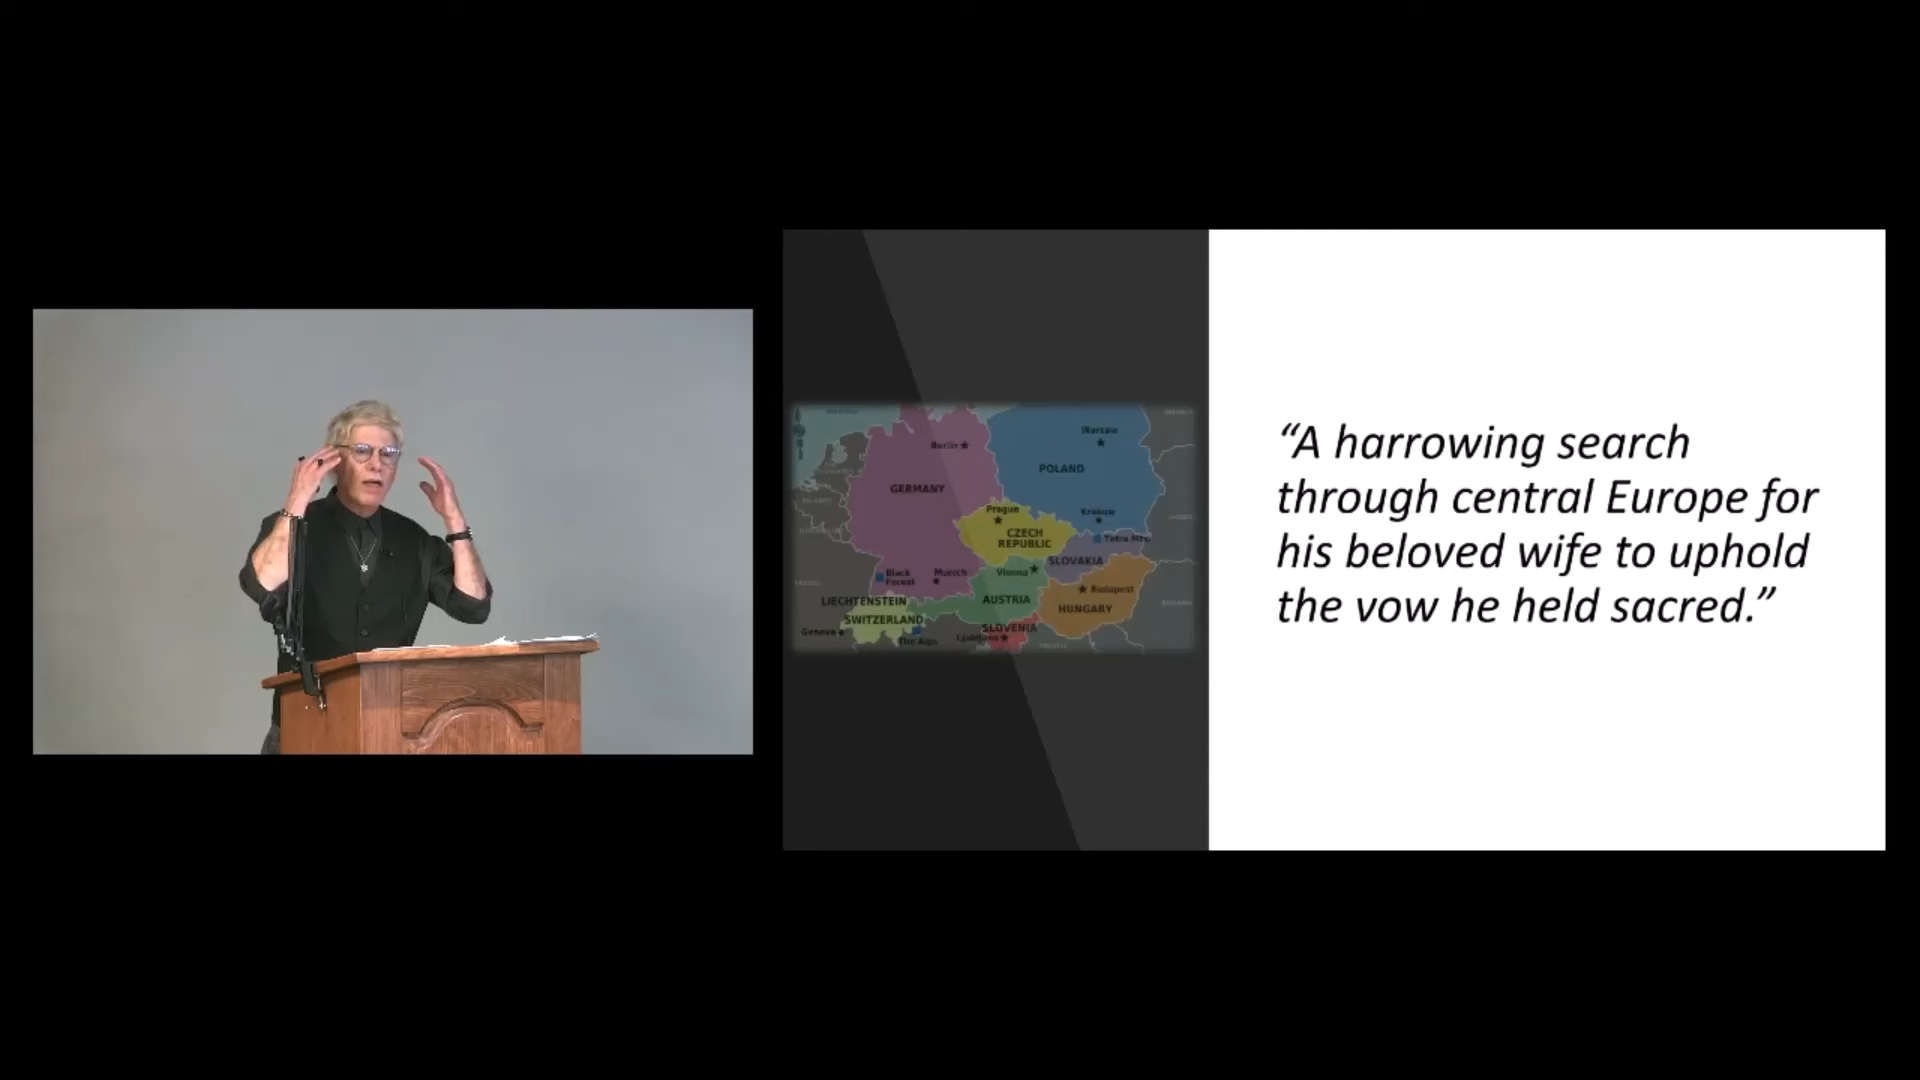 Berlin
Warsaw
POLAND
GERMANY
Prague
Krakow
CZECH
REPUBLIC
Tatra Mts.
SLOVAKIA
Black
Forest
Munich
Vienna
Budapest
LIECHTENSTEIN
AUSTRIA
HUNGARY
SWITZERLAND
SLOVENIA
Geneva
The Alps
Ljubljana
“A harrowing search
through central Europe for
his beloved wife to uphold
the vow he held sacred.”